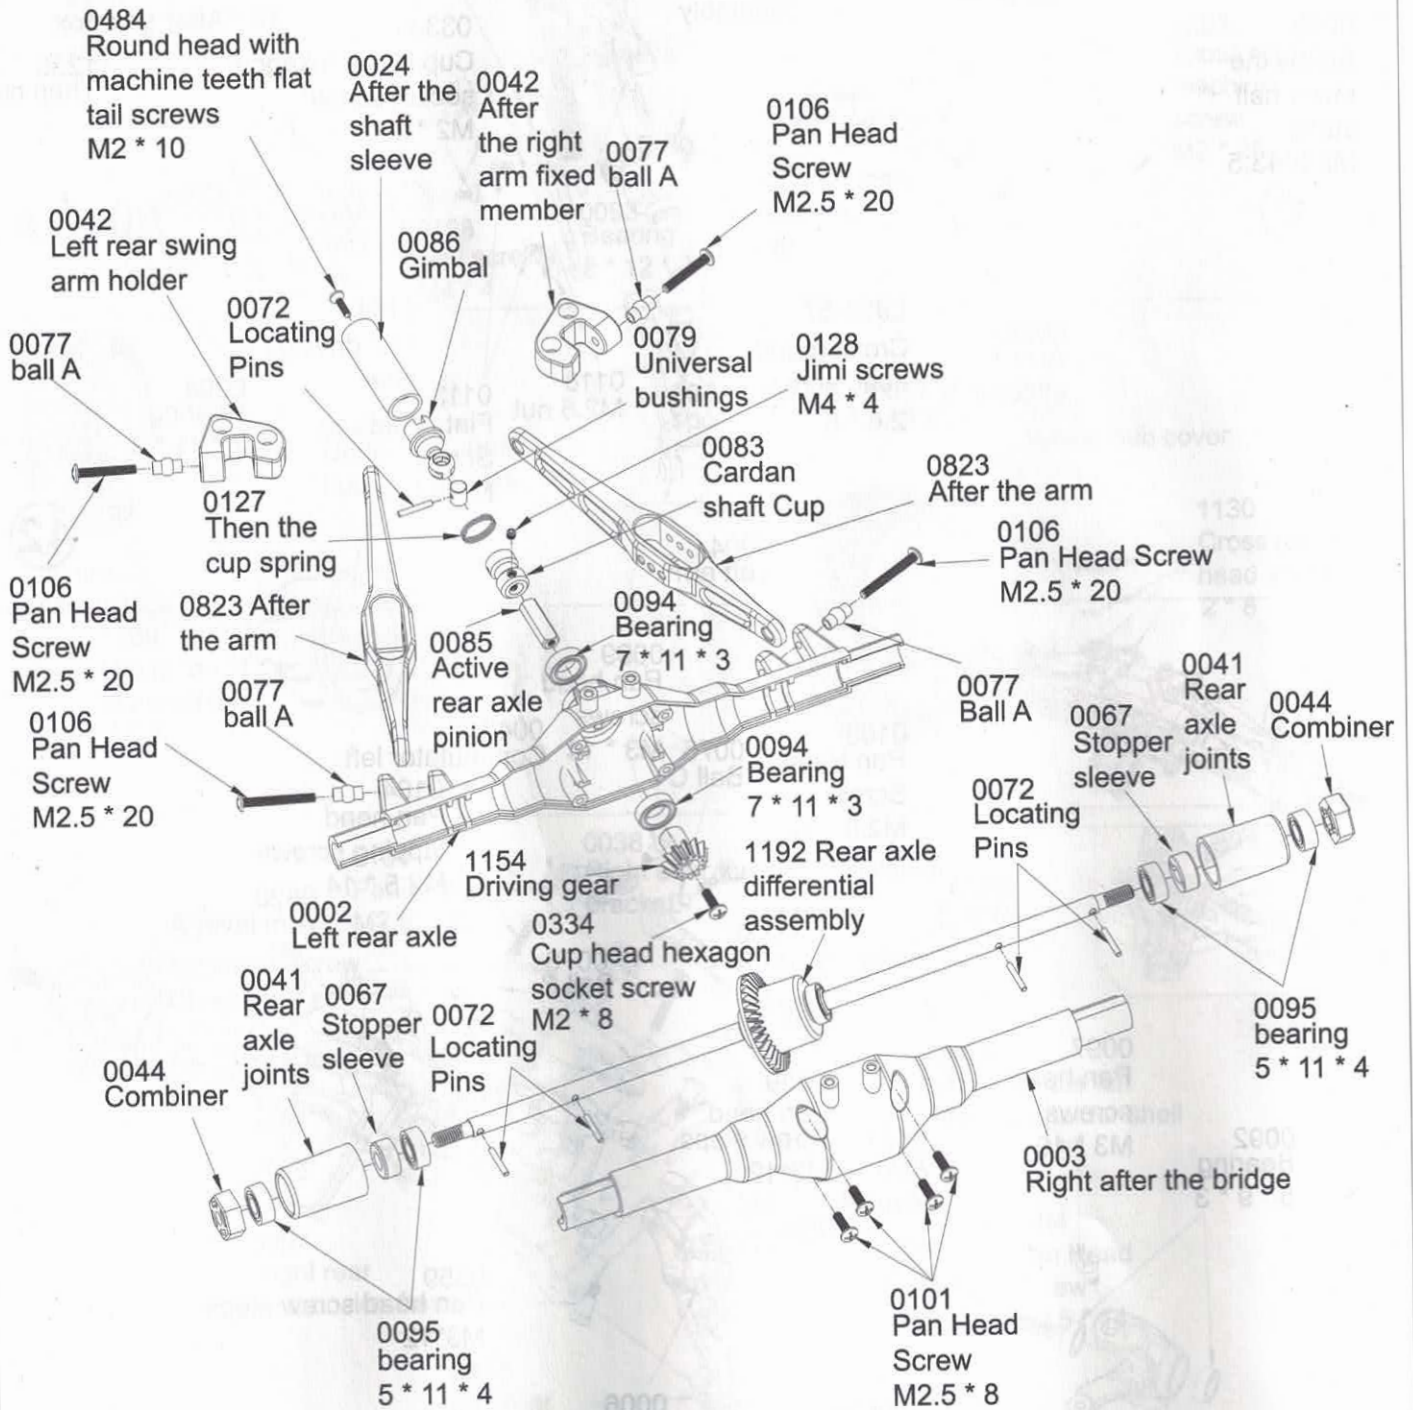 0484
Round head with
machine teeth flat
tail screws
M2 * 10
0024
After the
shaft
sleeve
0042
After
the right
arm fixed
member
0077
ball A
0106
Pan Head
Screw
M2.5 * 20
0042
Left rear swing
arm holder
0086
Gimbal
0072
Locating
Pins
0077
ball A
0079
Universal
bushings
0128
Jimi screws
M4 * 4
0083
Cardan
shaft Cup
0823
After the arm
0127
Then the
cup spring
0106
Pan Head Screw
M2.5 * 20
0106
Pan Head
Screw
M2.5 * 20
0823 After
the arm
0085
Active
rear axle
pinion
0094
Bearing
7 * 11 * 3
0077
ball A
0077
Ball A
0041
Rear
axle
joints
0067
Stopper
sleeve
0044
Combiner
0106
Pan Head
Screw
M2.5 * 20
0094
Bearing
7 * 11 * 3
0072
Locating
Pins
1154
Driving gear
1192 Rear axle
differential
assembly
0002
Left rear axle
0334
Cup head hexagon
socket screw
M2 * 8
0041
Rear
axle
joints
0067
Stopper
sleeve
0072
Locating
Pins
0095
bearing
5 * 11 * 4
0044
Combiner
0003
Right after the bridge
0101
Pan Head
Screw
M2.5 * 8
0095
bearing
5 * 11 * 4